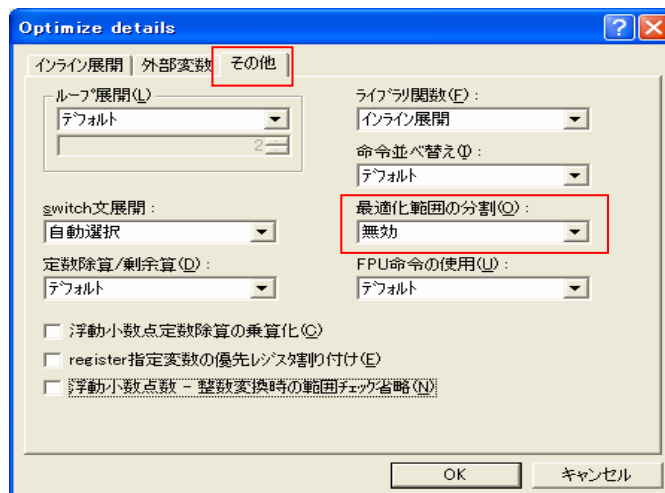 Optimize details
インライン展開 外部変数 その他
ループ展開(L)
デフォルト
2
switch文展開:
自動選択
定数除算/剰余算(D):
デフォルト
ライブラリ関数(F):
インライン展開
命令並べ替え(I):
デフォルト
最適化範囲の分割(O):
無効
FPU命令の使用(U):
デフォルト
浮動小数点定数除算の乗算化(C)
register指定変数の優先レジスタ割り付け(E)
浮動小数点数 - 整数変換時の範囲チェック省略(N)
OK キャンセル